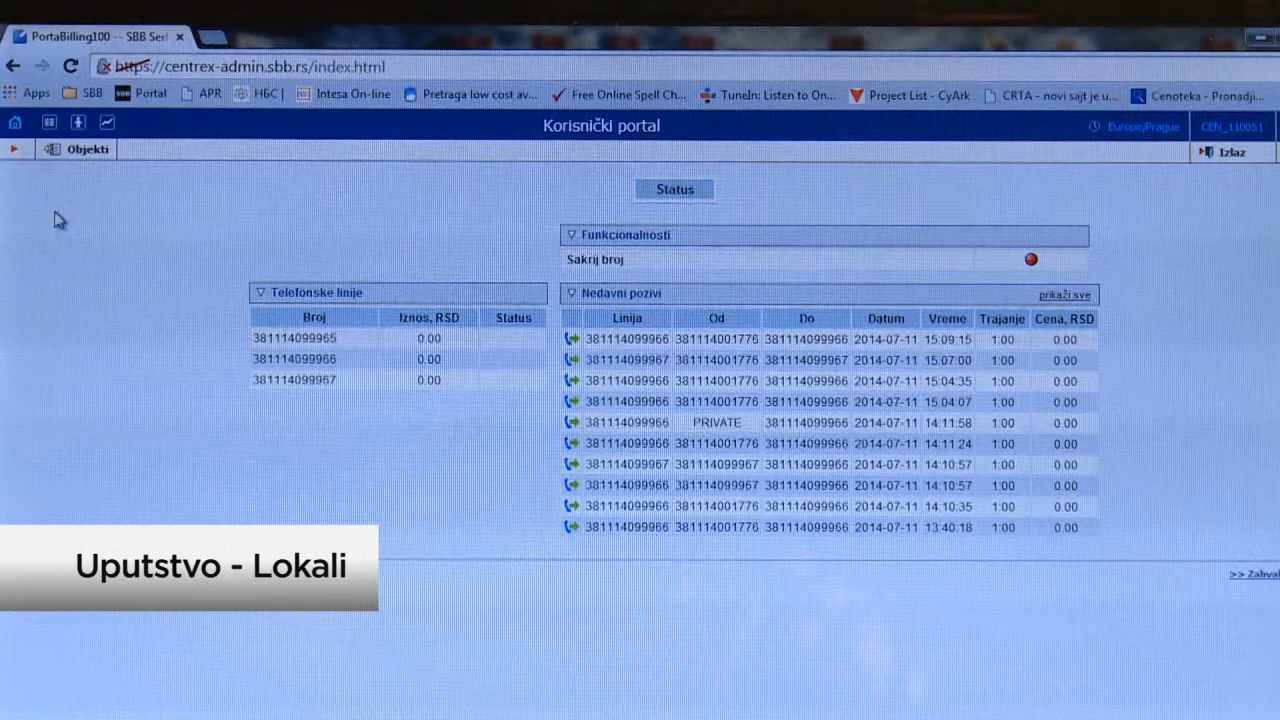 PortaBilling100 -- SBB Ser
https://centrex-admin.sbb.rs/index.html
Apps SBB Portal APR НБС | Intesa On-line Pretraga low cost av... Free Online Spell Ch... TuneIn: Listen to On... Project List - CyArk CRTA - novi sajt je u... Cenoteka - Pronadji...
Korisnički portal Europe/Prague CEN_110051
Objekti Izlaz
Status
Funkcionalnosti
Sakrij broj
Telefonske linije
Broj Iznos, RSD Status
381114099965 0.00
381114099966 0.00
381114099967 0.00
Nedavni pozivi prikaži sve
Linija Od Do Datum Vreme Trajanje Cena, RSD
381114099966 381114001776 381114099966 2014-07-11 15:09:15 1:00 0.00
381114099967 381114001776 381114099967 2014-07-11 15:07:00 1:00 0.00
381114099966 381114001776 381114099966 2014-07-11 15:04:35 1:00 0.00
381114099966 381114001776 381114099966 2014-07-11 15:04:07 1:00 0.00
381114099966 PRIVATE 381114099966 2014-07-11 14:11:58 1:00 0.00
381114099966 381114001776 381114099966 2014-07-11 14:11:24 1:00 0.00
381114099967 381114099967 381114099966 2014-07-11 14:10:57 1:00 0.00
381114099966 381114099967 381114099966 2014-07-11 14:10:57 1:00 0.00
381114099966 381114001776 381114099966 2014-07-11 14:10:35 1:00 0.00
381114099966 381114001776 381114099966 2014-07-11 13:40:18 1:00 0.00
Uputstvo - Lokali
>> Zahval